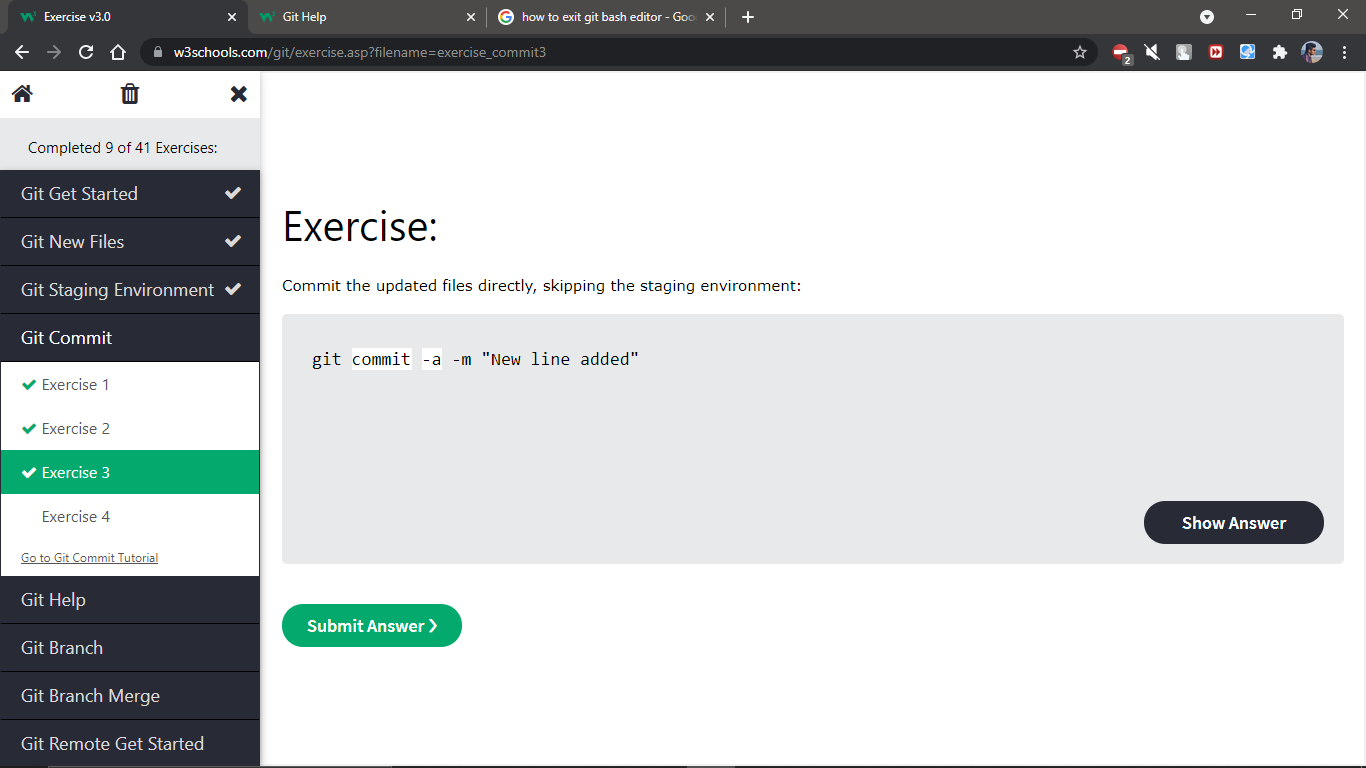 Exercise v3.0
Git Help
how to exit git bash editor - Goo
w3schools.com/git/exercise.asp?filename=exercise_commit3
2
Completed 9 of 41 Exercises:
Git Get Started
Git New Files
Git Staging Environment
Git Commit
Exercise 1
Exercise 2
Exercise 3
Exercise 4
Go to Git Commit Tutorial
Git Help
Git Branch
Git Branch Merge
Git Remote Get Started
Exercise:
Commit the updated files directly, skipping the staging environment:
git commit -a -m "New line added"
Show Answer
Submit Answer ❯